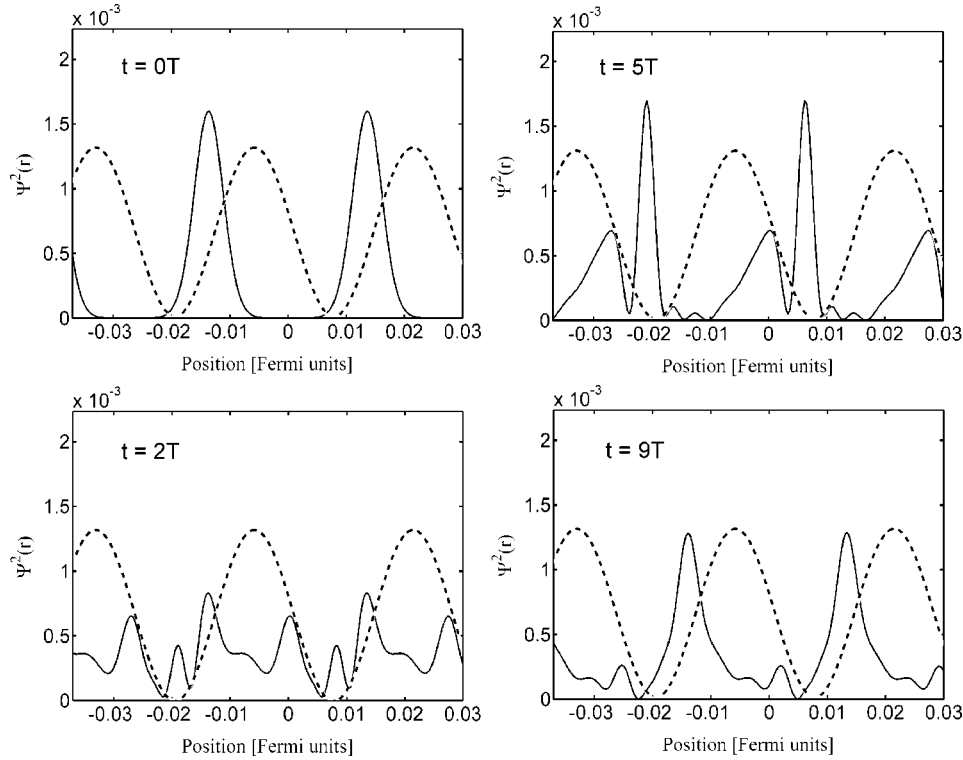 x 10⁻³
2
1.5
1
0.5
0
Ψ²(r)
t = 0T
-0.03 -0.02 -0.01 0 0.01 0.02 0.03
Position [Fermi units]
x 10⁻³
2
1.5
1
0.5
0
Ψ²(r)
t = 5T
-0.03 -0.02 -0.01 0 0.01 0.02 0.03
Position [Fermi units]
x 10⁻³
2
1.5
1
0.5
0
Ψ²(r)
t = 2T
-0.03 -0.02 -0.01 0 0.01 0.02 0.03
Position [Fermi units]
x 10⁻³
2
1.5
1
0.5
0
Ψ²(r)
t = 9T
-0.03 -0.02 -0.01 0 0.01 0.02 0.03
Position [Fermi units]